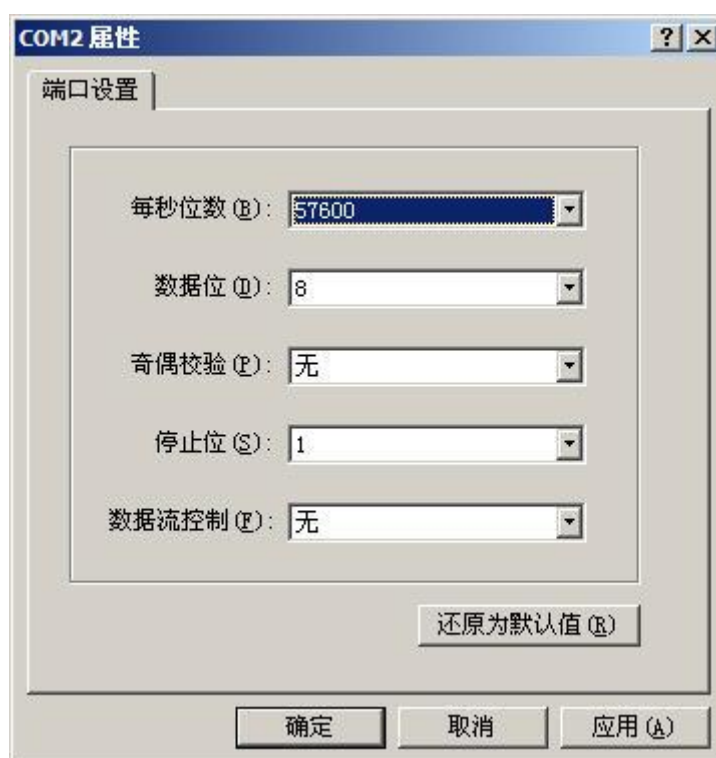 COM2 属性
端口设置
每秒位数(B): 57600
数据位(D): 8
奇偶校验(P): 无
停止位(S): 1
数据流控制(F): 无
还原为默认值(R)
确定 取消 应用(A)